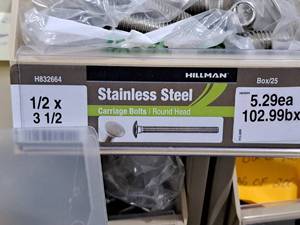 H832664
HILLMAN
Box/25
1/2 x
3 1/2
Stainless Steel
Carriage Bolts | Round Head
5.29ea
102.99bx